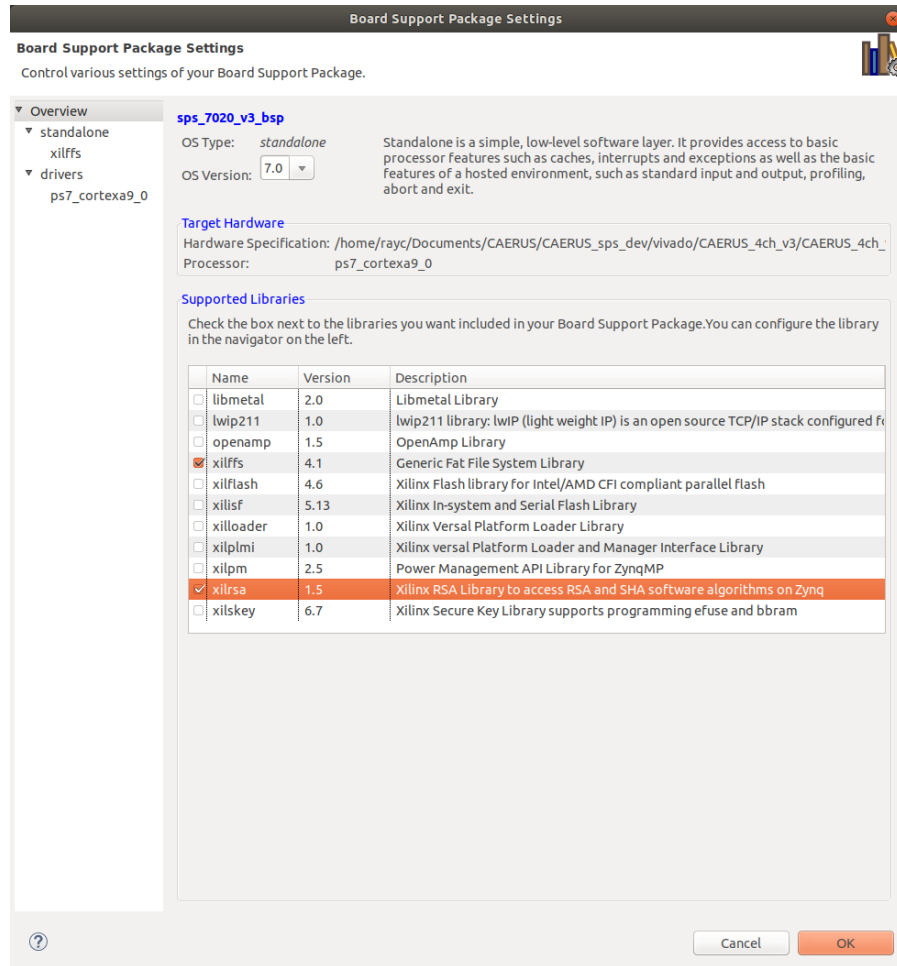 Board Support Package Settings
Board Support Package Settings
Control various settings of your Board Support Package.
Overview
standalone
xilffs
drivers
ps7_cortexa9_0
sps_7020_v3_bsp
OS Type: standalone
OS Version: 7.0
Standalone is a simple, low-level software layer. It provides access to basic
processor features such as caches, interrupts and exceptions as well as the basic
features of a hosted environment, such as standard input and output, profiling,
abort and exit.
Target Hardware
Hardware Specification: /home/rayc/Documents/CAERUS/CAERUS_sps_dev/vivado/CAERUS_4ch_v3/CAERUS_4ch_
Processor: ps7_cortexa9_0
Supported Libraries
Check the box next to the libraries you want included in your Board Support Package.You can configure the library
in the navigator on the left.
Name Version Description
libmetal 2.0 Libmetal Library
lwip211 1.0 lwip211 library: lwIP (light weight IP) is an open source TCP/IP stack configured fo
openamp 1.5 OpenAmp Library
xilffs 4.1 Generic Fat File System Library
xilflash 4.6 Xilinx Flash library for Intel/AMD CFI compliant parallel flash
xilisf 5.13 Xilinx In-system and Serial Flash Library
xilloader 1.0 Xilinx Versal Platform Loader Library
xilplmi 1.0 Xilinx versal Platform Loader and Manager Interface Library
xilpm 2.5 Power Management API Library for ZynqMP
xilrsa 1.5 Xilinx RSA Library to access RSA and SHA software algorithms on Zynq
xilskey 6.7 Xilinx Secure Key Library supports programming efuse and bbram
?
Cancel OK